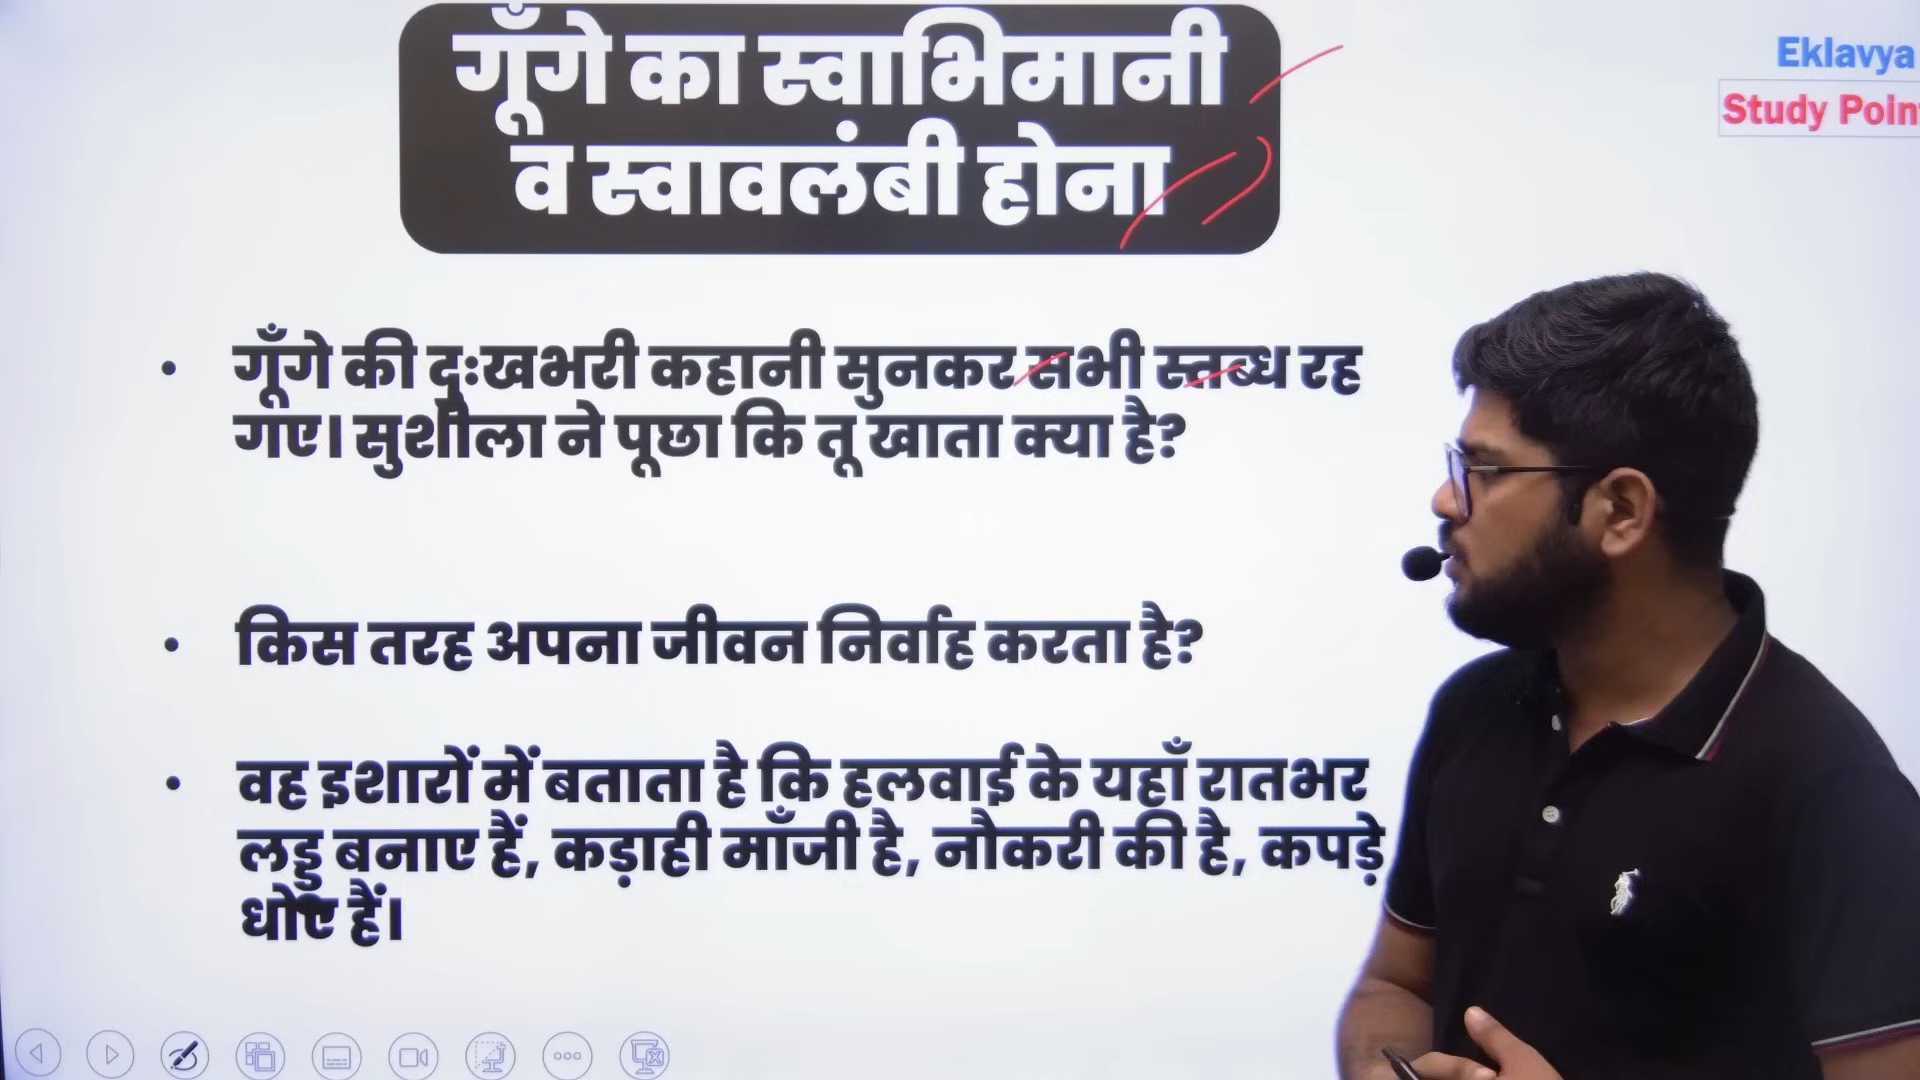 गूँगे का स्वाभिमानी
व स्वावलंबी होना
Eklavya
Study Poin
गूँगे की दुःखभरी कहानी सुनकर सभी स्तब्ध रह
गए। सुशीला ने पूछा कि तू खाता क्या है?
किस तरह अपना जीवन निर्वाह करता है?
वह इशारों में बताता है कि हलवाई के यहाँ रातभर
लड्डू बनाए हैं, कड़ाही माँजी है, नौकरी की है, कपड़े
धोए हैं।